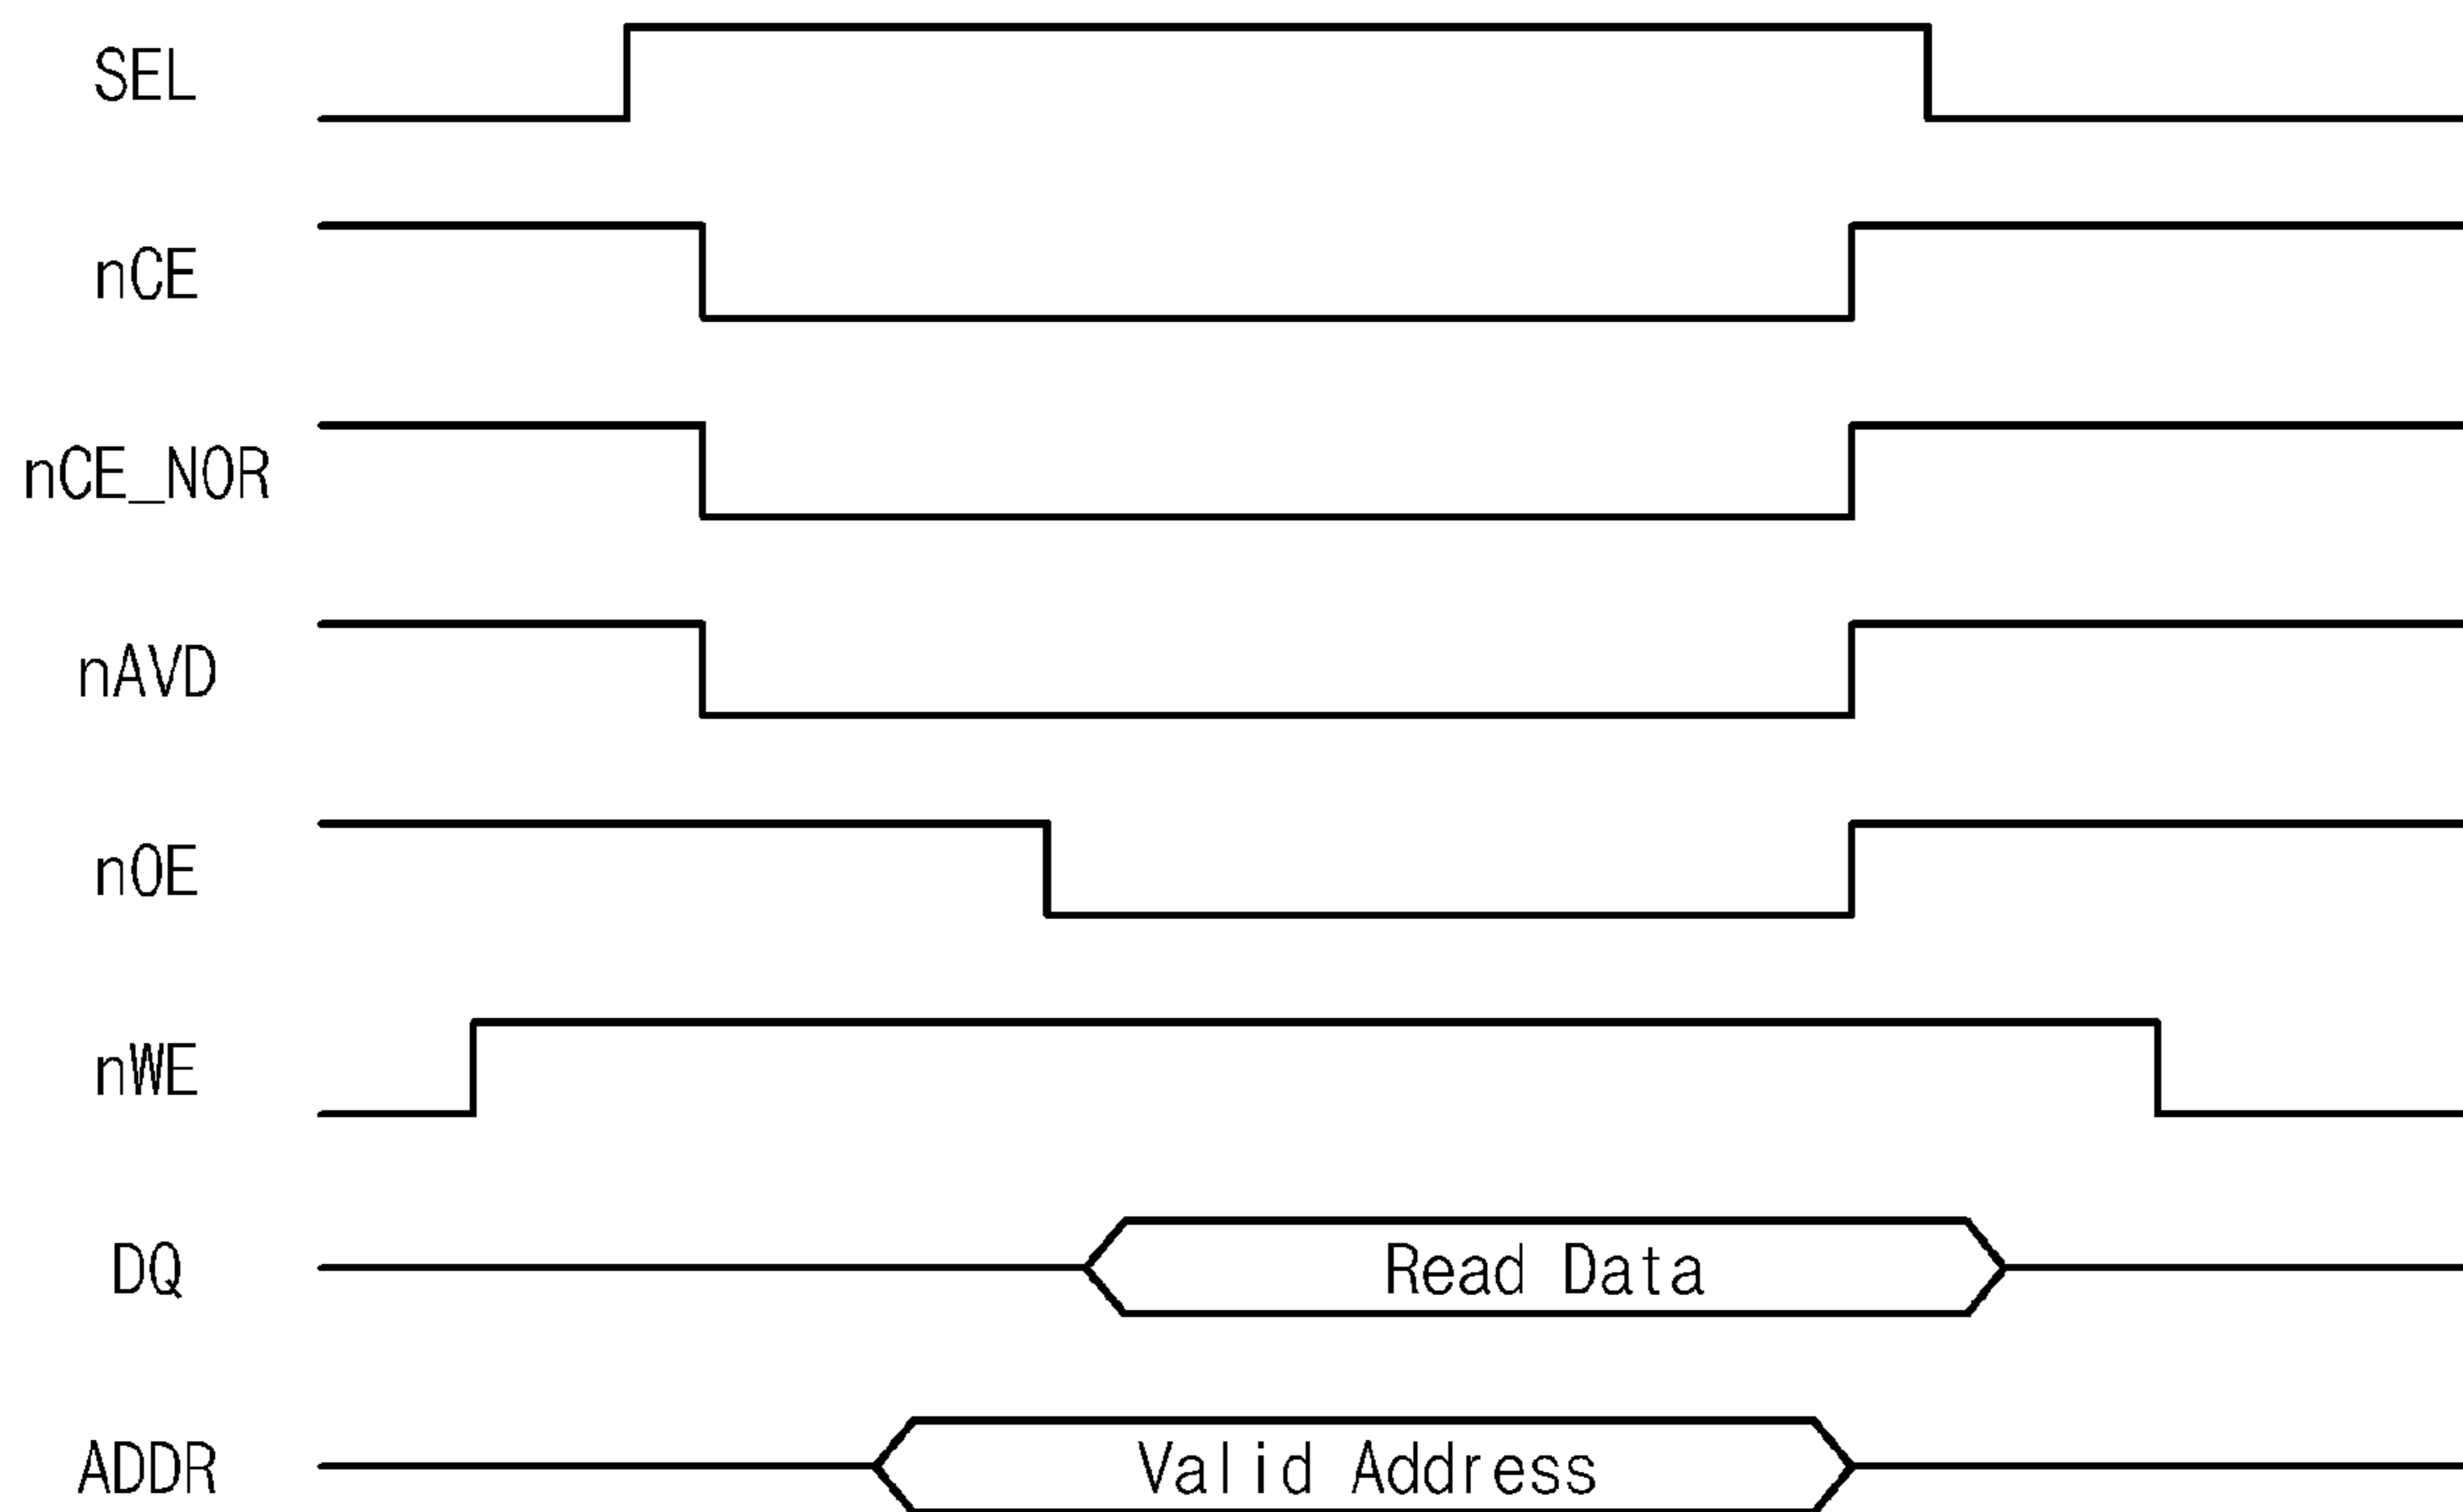 SEL
nCE
nCE_NOR
nAVD
nOE
nWE
DQ
Read Data
ADDR
Valid Address